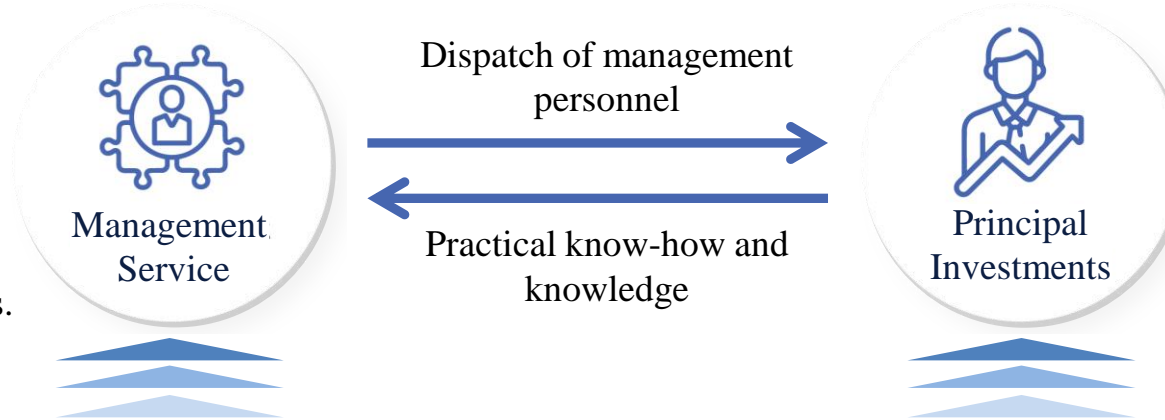 Dispatch of management
personnel
Management
Service
Practical know-how and
knowledge
Principal
Investments
s.